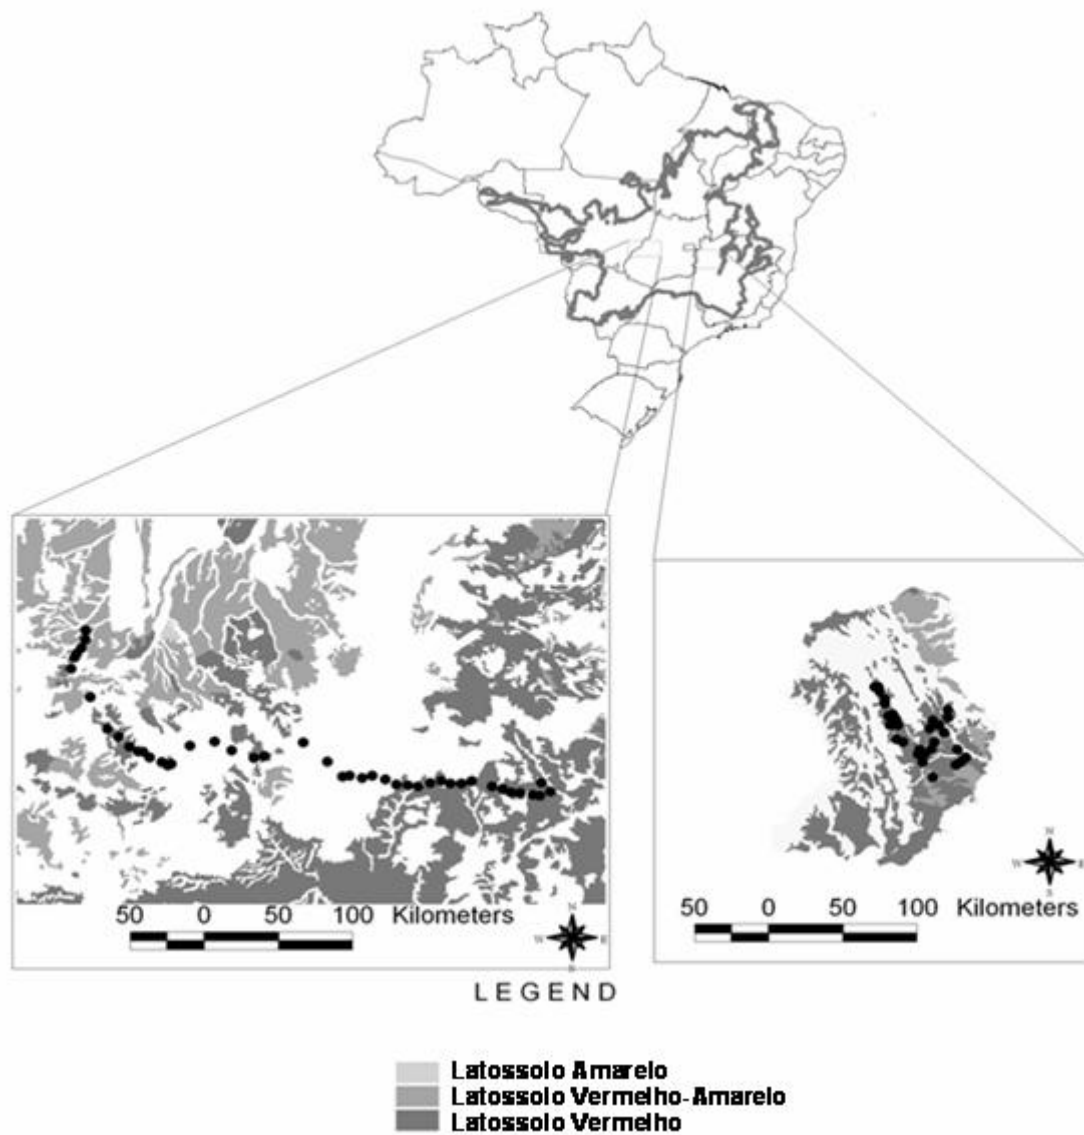 50 0 50 100 Kilometers
N
W E
S
50 0 50 100 Kilometers
N
W E
S
LEGEND
Latossolo Amarelo
Latossolo Vermelho-Amarelo
Latossolo Vermelho